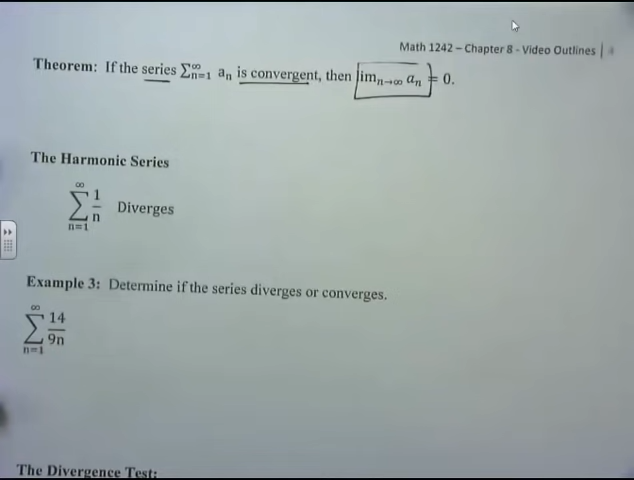 Math 1242 – Chapter 8 - Video Outlines | 4
Theorem: If the series ∑_{n=1}^{∞} aₙ is convergent, then lim_{n→∞} aₙ = 0.
The Harmonic Series
∑_{n=1}^{∞} 1/n Diverges
Example 3: Determine if the series diverges or converges.
∑_{n=1}^{∞} 14/9n
The Divergence Test: